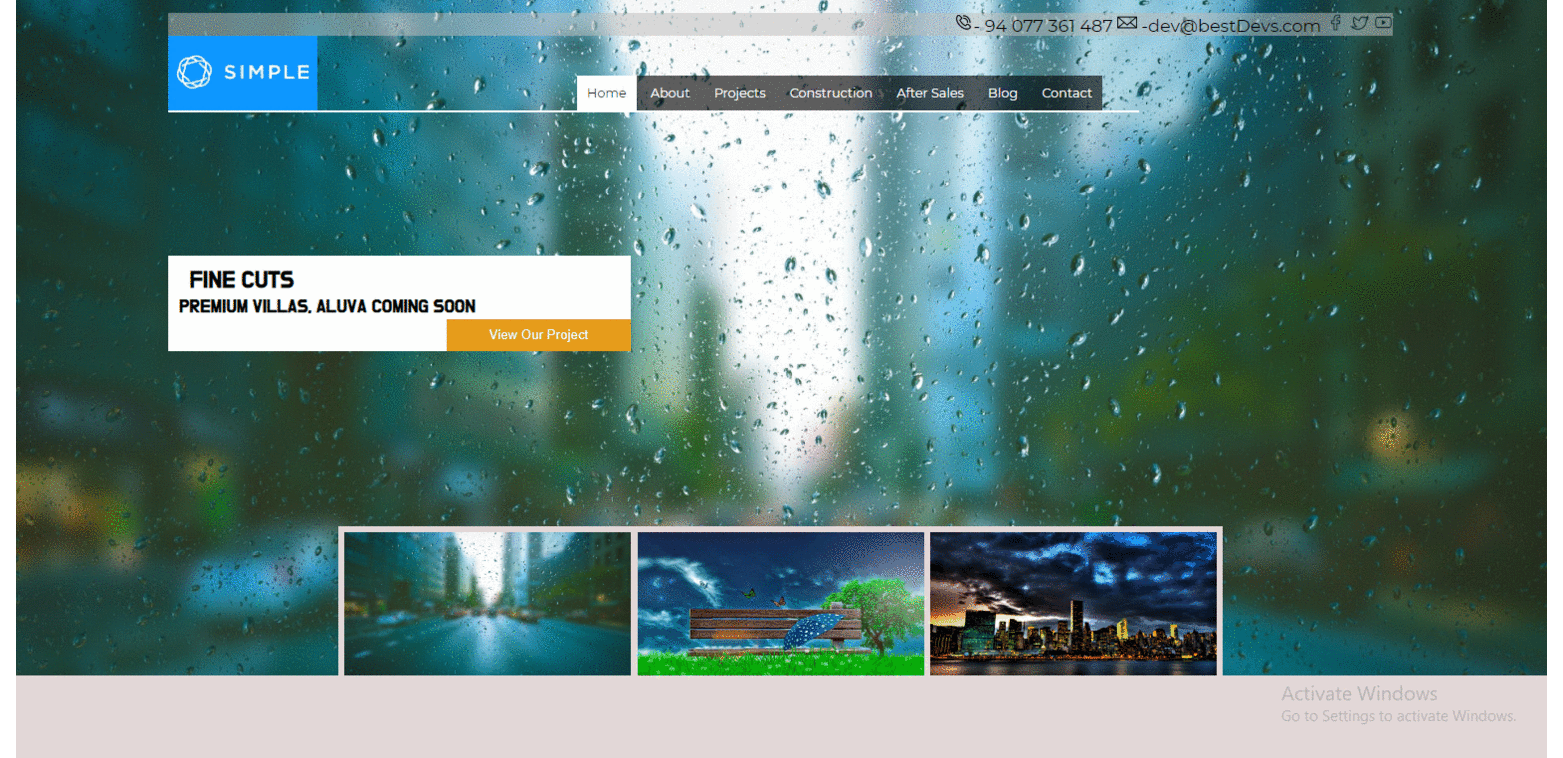 - 94 077 361 487 -dev@bestDevs.com
SIMPLE
Home About Projects Construction After Sales Blog Contact
FINE CUTS
PREMIUM VILLAS, ALUVA COMING SOON
View Our Project
Activate Windows
Go to Settings to activate Windows.